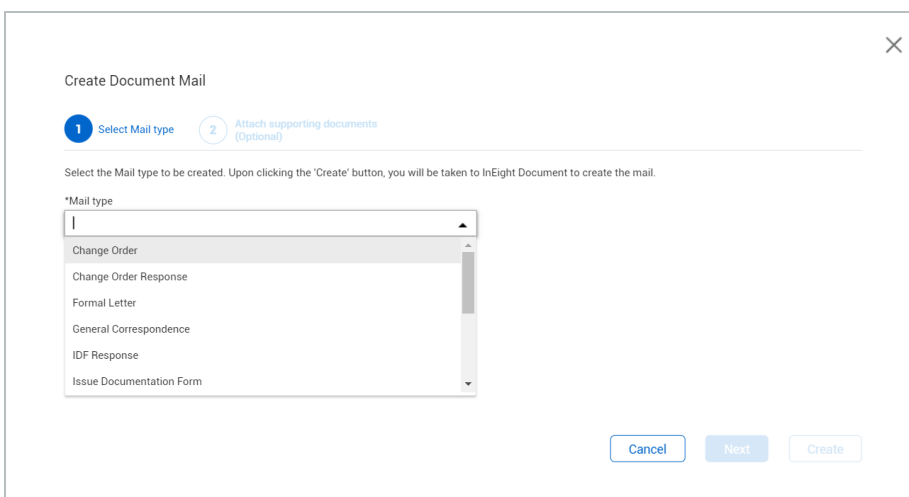 Create Document Mail
1 Select Mail type 2 Attach supporting documents
(Optional)
Select the Mail type to be created. Upon clicking the 'Create' button, you will be taken to InEight Document to create the mail.
*Mail type
Change Order
Change Order Response
Formal Letter
General Correspondence
IDF Response
Issue Documentation Form
Cancel Next Create